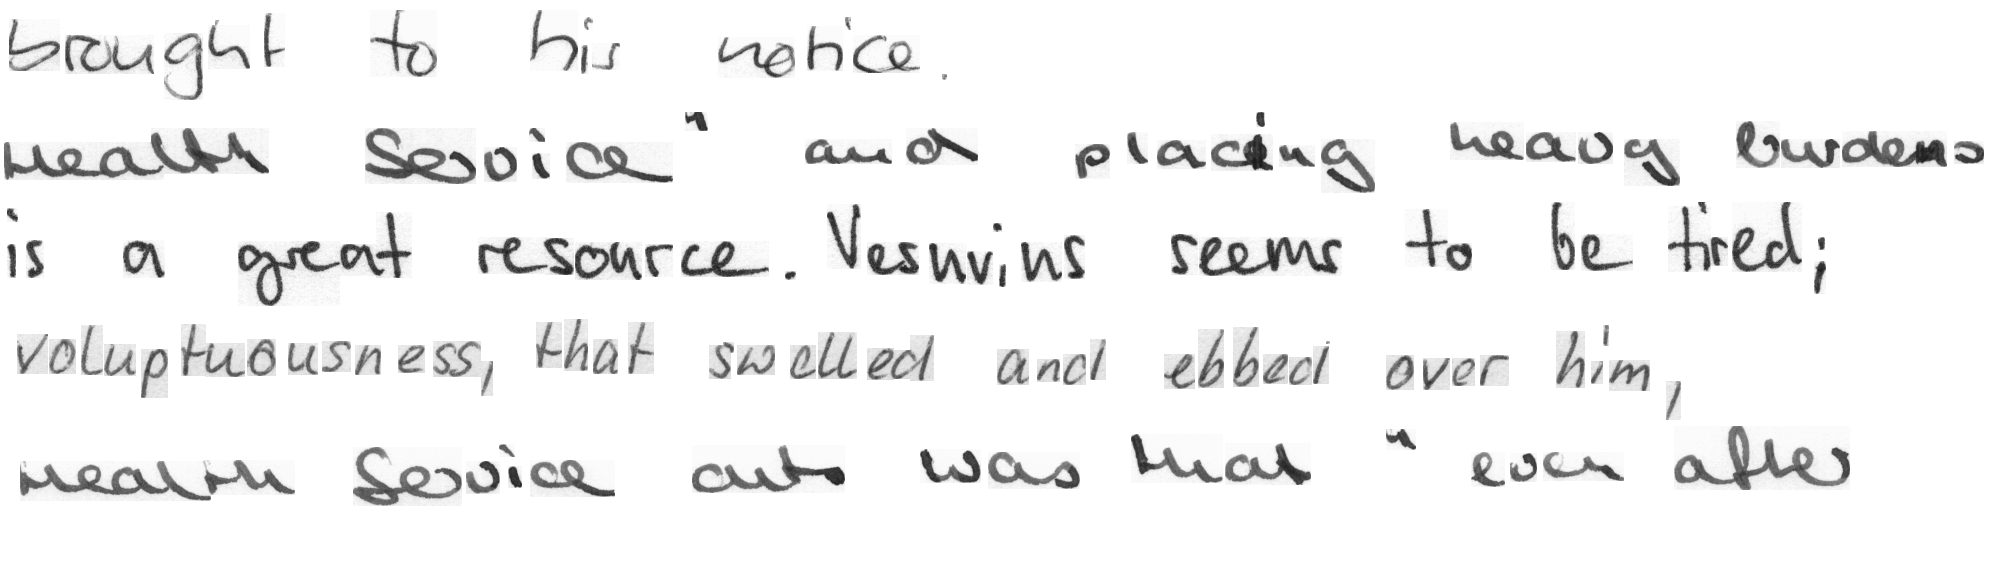 brought to his notice.
Health Service" and placing heavy burdens
is a great resource. Vesuvius seems to be tired;
voluptuousness, that swelled and ebbed over him,
Health Service cuts was that "even after